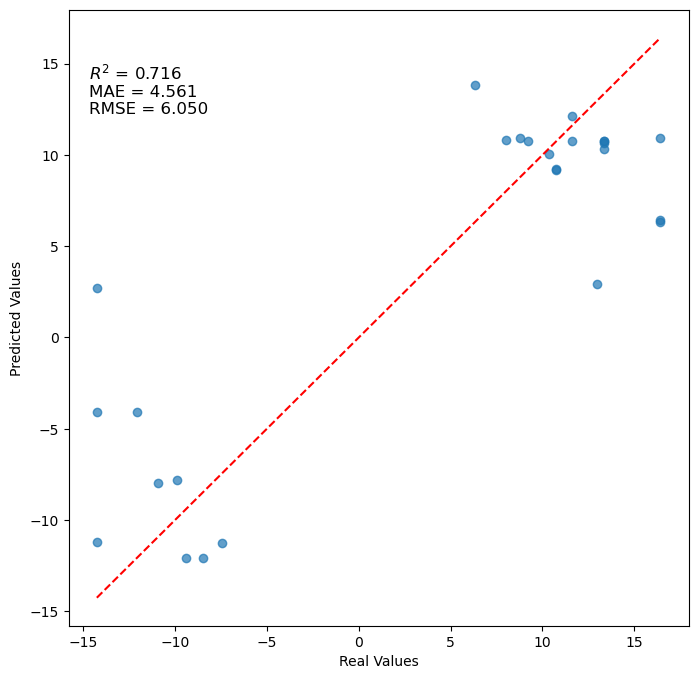 R² = 0.716
MAE = 4.561
RMSE = 6.050
15
10
5
0
−5
−10
−15
Predicted Values
−15 −10 −5 0 5 10 15
Real Values